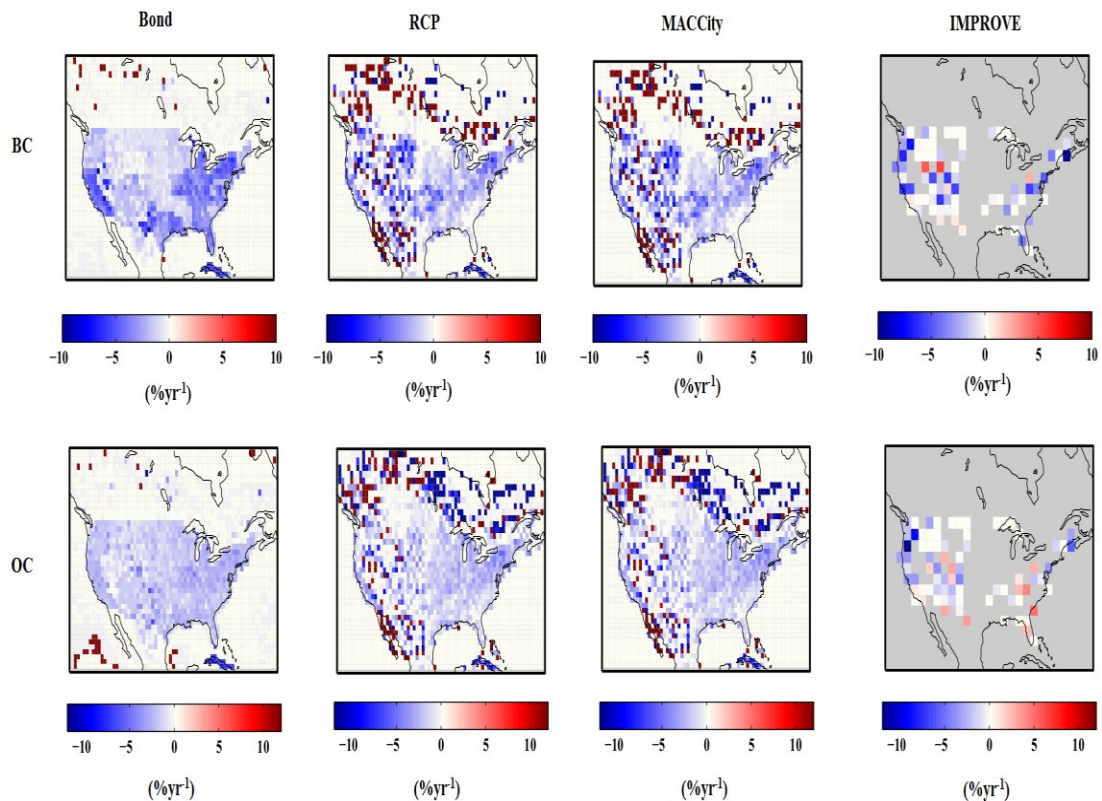 Bond RCP MACCity IMPROVE
BC
−10 −5 0 5 10 −10 −5 0 5 10 −10 −5 0 5 10 −10 −5 0 5 10
(%yr-1) (%yr-1) (%yr-1) (%yr-1)
OC
−10 −5 0 5 10 −10 −5 0 5 10 −10 −5 0 5 10 −10 −5 0 5 10
(%yr-1) (%yr-1) (%yr-1) (%yr-1)